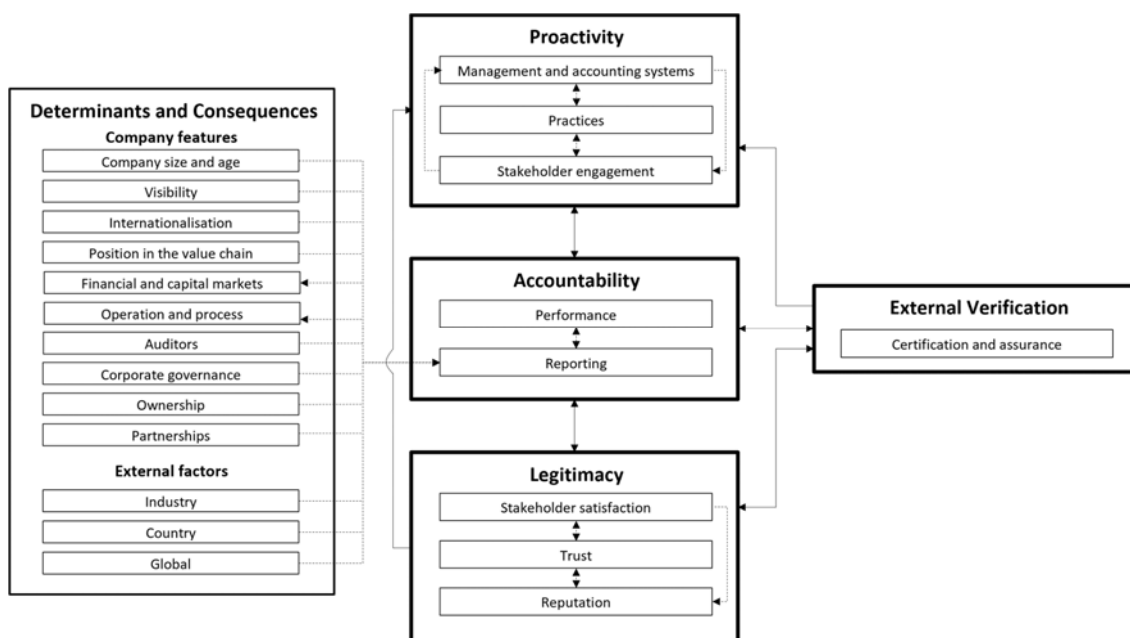 Determinants and Consequences
Company features
Company size and age
Visibility
Internationalisation
Position in the value chain
Financial and capital markets
Operation and process
Auditors
Corporate governance
Ownership
Partnerships
External factors
Industry
Country
Global
Proactivity
Management and accounting systems
Practices
Stakeholder engagement
Accountability
Performance
Reporting
Legitimacy
Stakeholder satisfaction
Trust
Reputation
External Verification
Certification and assurance